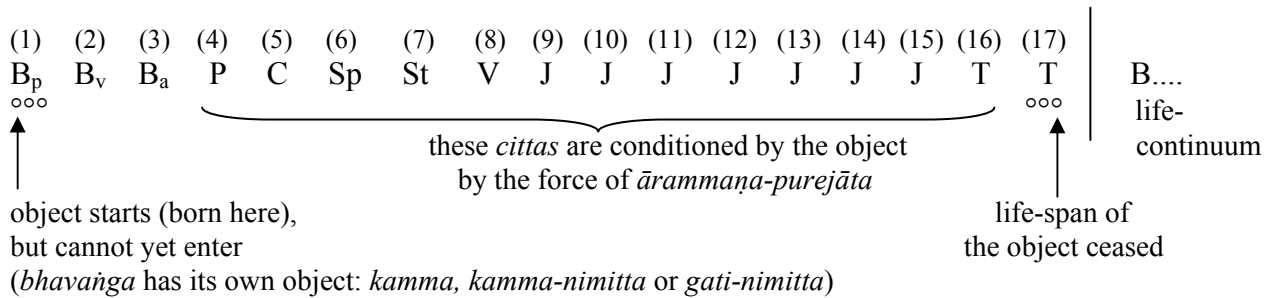 (1) (2) (3) (4) (5) (6) (7) (8) (9) (10) (11) (12) (13) (14) (15) (16) (17)
Bp Bv Ba P C Sp St V J J J J J J J T T B....
°°° °°° life-
these cittas are conditioned by the object continuum
by the force of ārammaṇa-purejāta
object starts (born here), life-span of
but cannot yet enter the object ceased
(bhavaṅga has its own object: kamma, kamma-nimitta or gati-nimitta)